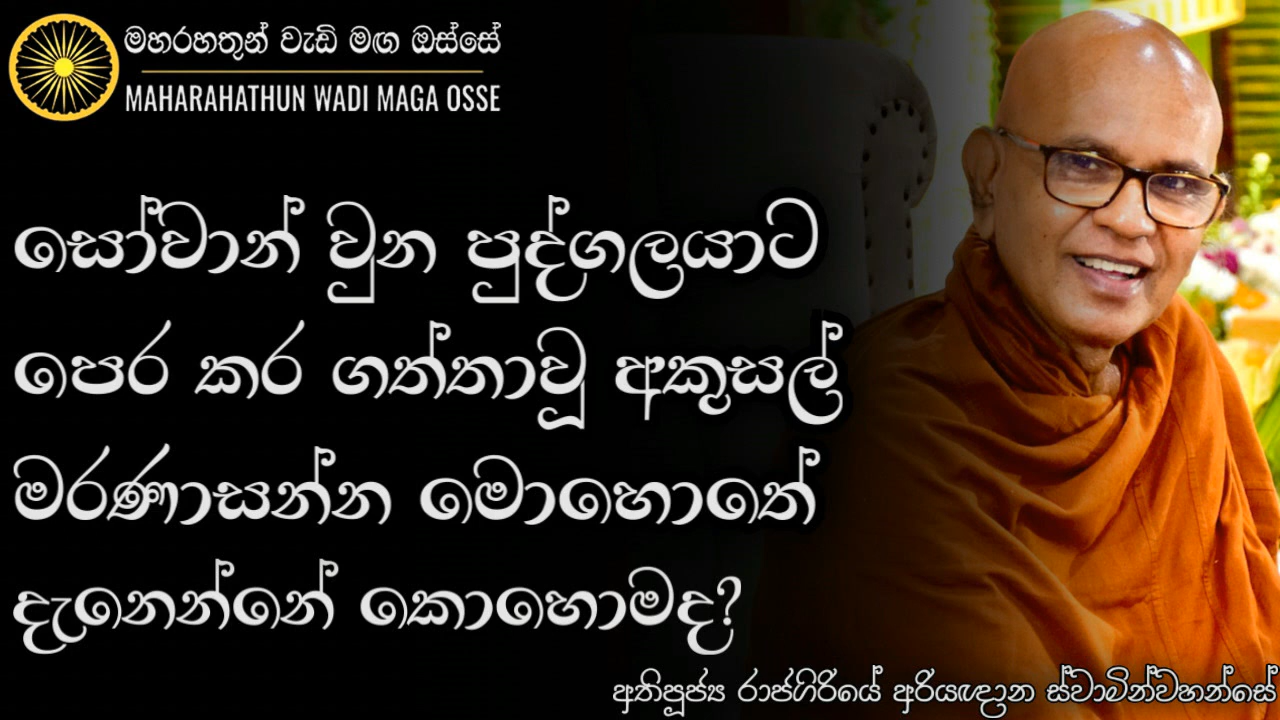 මහරහතුන් වැඩි මඟ ඔස්සේ
MAHARAHATHUN WADI MAGA OSSE
සෝවාන් වුන පුද්ගලයාට
පෙර කර ගත්තාවූ අකුසල්
මරණාසන්න මොහොතේ
දැනෙන්නේ කොහොමද?
අතිපූජ්‍ය රාජගිරියේ අරියඥාන ස්වාමින්වහන්සේ